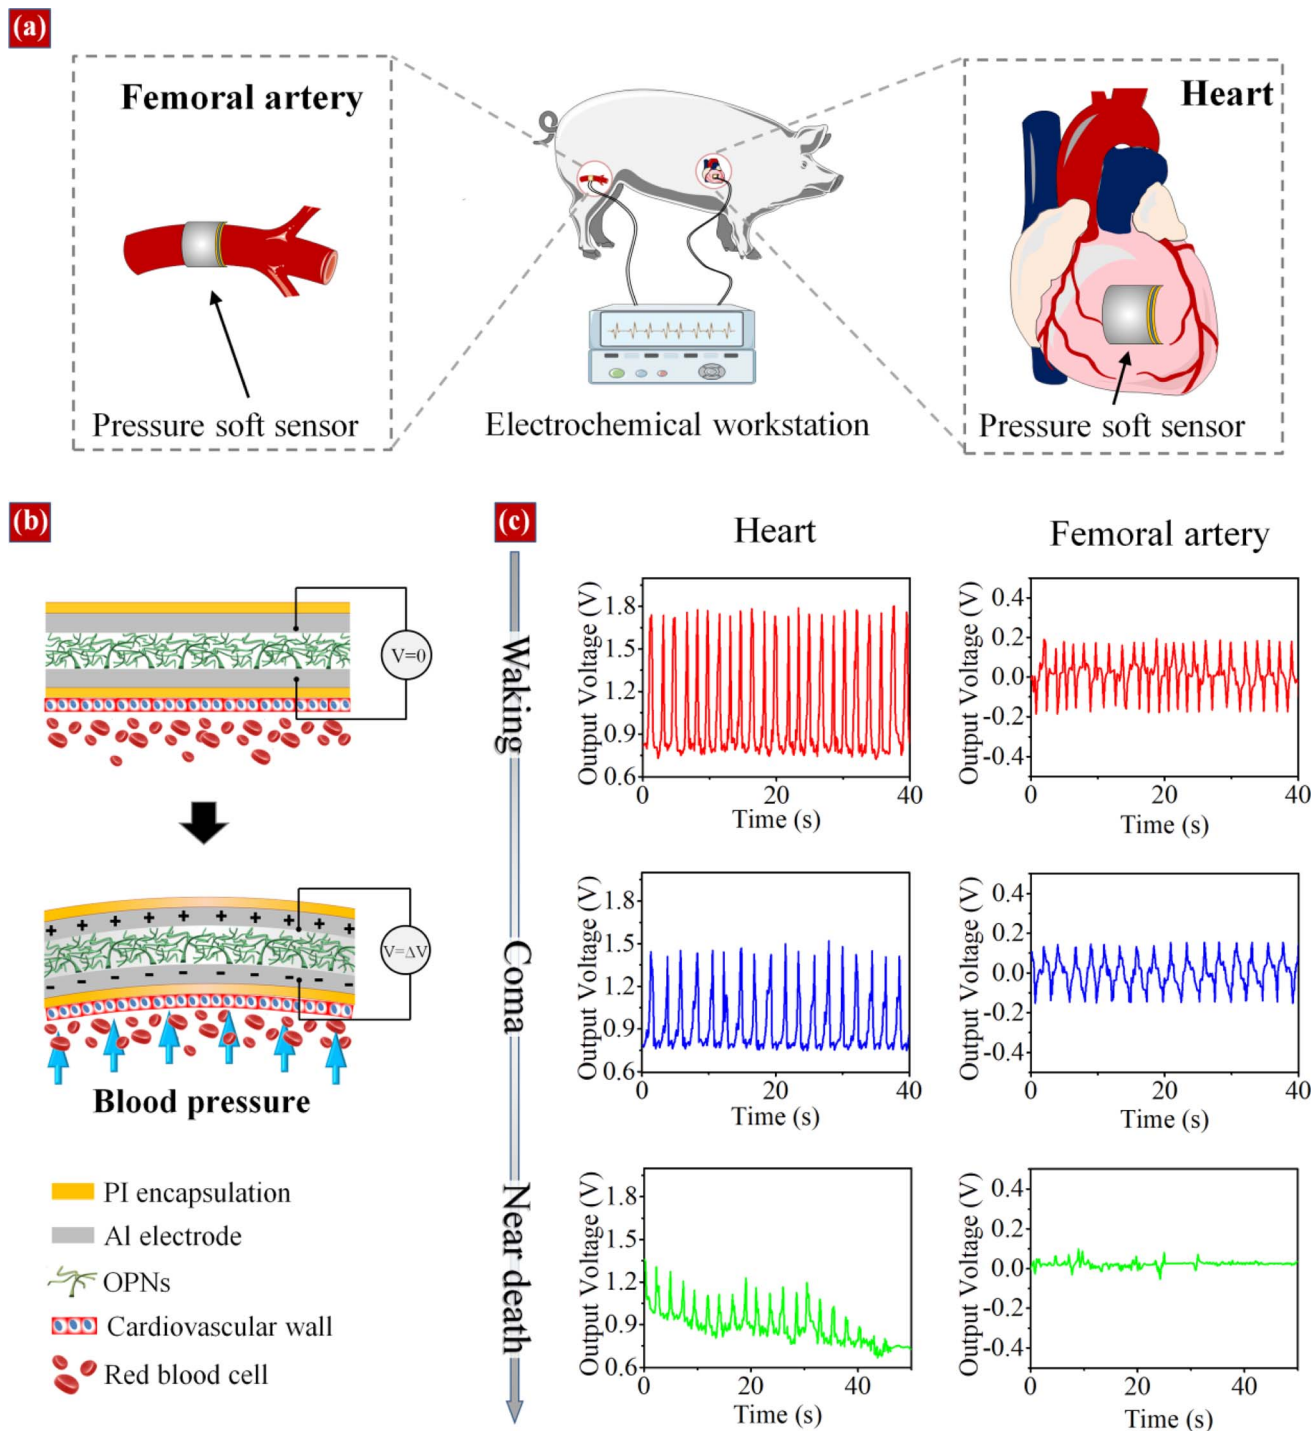 (a)
Femoral artery
Pressure soft sensor
Electrochemical workstation
Heart
Pressure soft sensor
(b)
V=0
V=ΔV
Blood pressure
PI encapsulation
Al electrode
OPNs
Cardiovascular wall
Red blood cell
(c)
Heart
Femoral artery
Waking
Output Voltage (V)
1.8
1.5
1.2
0.9
0.6
0
20
40
Time (s)
Output Voltage (V)
0.4
0.2
0.0
-0.2
-0.4
0
20
40
Time (s)
Coma
Output Voltage (V)
1.8
1.5
1.2
0.9
0.6
0
20
40
Time (s)
Output Voltage (V)
0.4
0.2
0.0
-0.2
-0.4
0
20
40
Time (s)
Near death
Output Voltage (V)
1.8
1.5
1.2
0.9
0.6
0
20
40
Time (s)
Output Voltage (V)
0.4
0.2
0.0
-0.2
-0.4
0
20
40
Time (s)